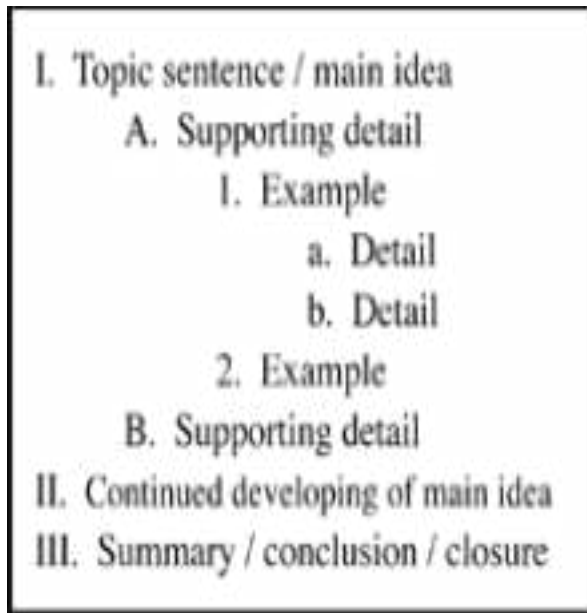 I. Topic sentence / main idea
A. Supporting detail
1. Example
a. Detail
b. Detail
2. Example
B. Supporting detail
II. Continued developing of main idea
III. Summary / conclusion / closure